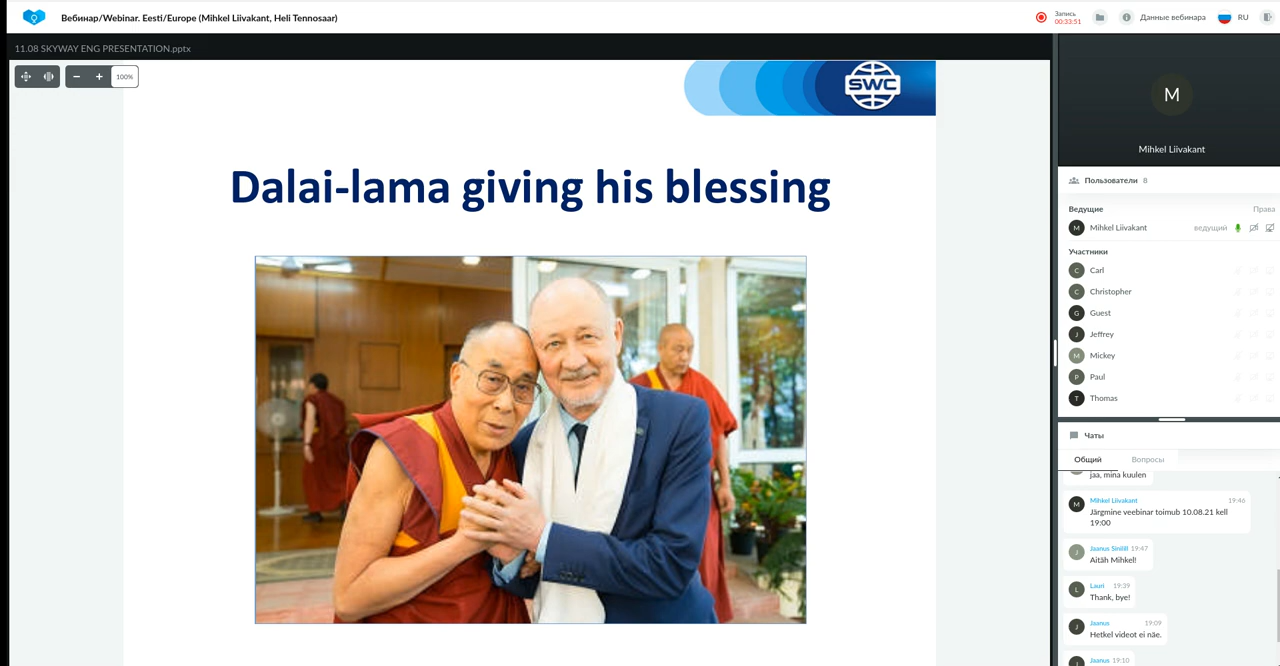 Вебинар/Webinar. Eesti/Europe (Mihkel Liivakant, Heli Tennosaar)
Запись
00:33:51
Данные вебинара
RU
11.08 SKYWAY ENG PRESENTATION.pptx
100%
SWC
Dalai-lama giving his blessing
M
Mihkel Liivakant
Пользователи 8
Ведущие Права
M Mihkel Liivakant ведущий
Участники
C Carl
C Christopher
G Guest
J Jeffrey
M Mickey
P Paul
T Thomas
Чаты
Общий Вопросы
jaa, mina kuulen
M Mihkel Liivakant 19:46
Järgmine veebinar toimub 10.08.21 kell
19:00
J Jaanus Siniiill 19:47
Aitäh Mihkel!
L Lauri 19:39
Thank, bye!
J Jaanus 19:09
Hetkel videot ei näe.
J Jaanus 19:10